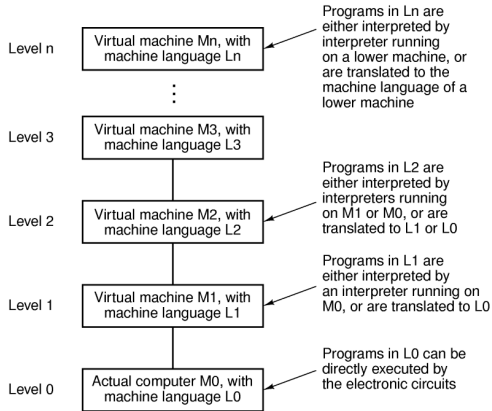 Level n
Virtual machine Mn, with
machine language Ln
Programs in Ln are
either interpreted by
interpreter running
on a lower machine, or
are translated to the
machine language of a
lower machine
Level 3
Virtual machine M3, with
machine language L3
Level 2
Virtual machine M2, with
machine language L2
Programs in L2 are
either interpreted by
interpreters running
on M1 or M0, or are
translated to L1 or L0
Level 1
Virtual machine M1, with
machine language L1
Programs in L1 are
either interpreted by
an interpreter running on
M0, or are translated to L0
Level 0
Actual computer M0, with
machine language L0
Programs in L0 can be
directly executed by
the electronic circuits